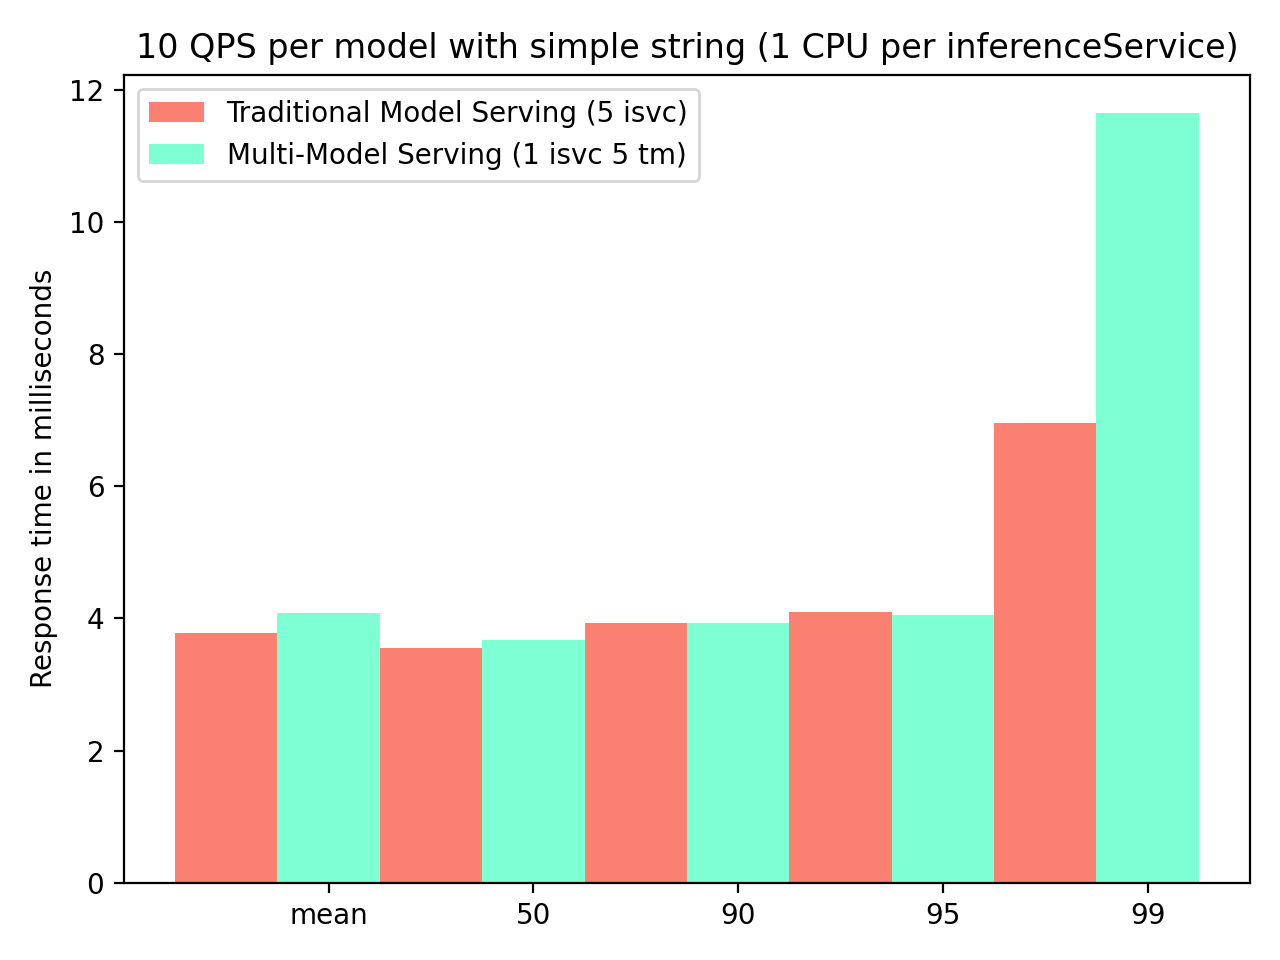 10 QPS per model with simple string (1 CPU per inferenceService)
Traditional Model Serving (5 isvc)
Multi-Model Serving (1 isvc 5 tm)
Response time in milliseconds
12
10
8
6
4
2
0
mean 50 90 95 99